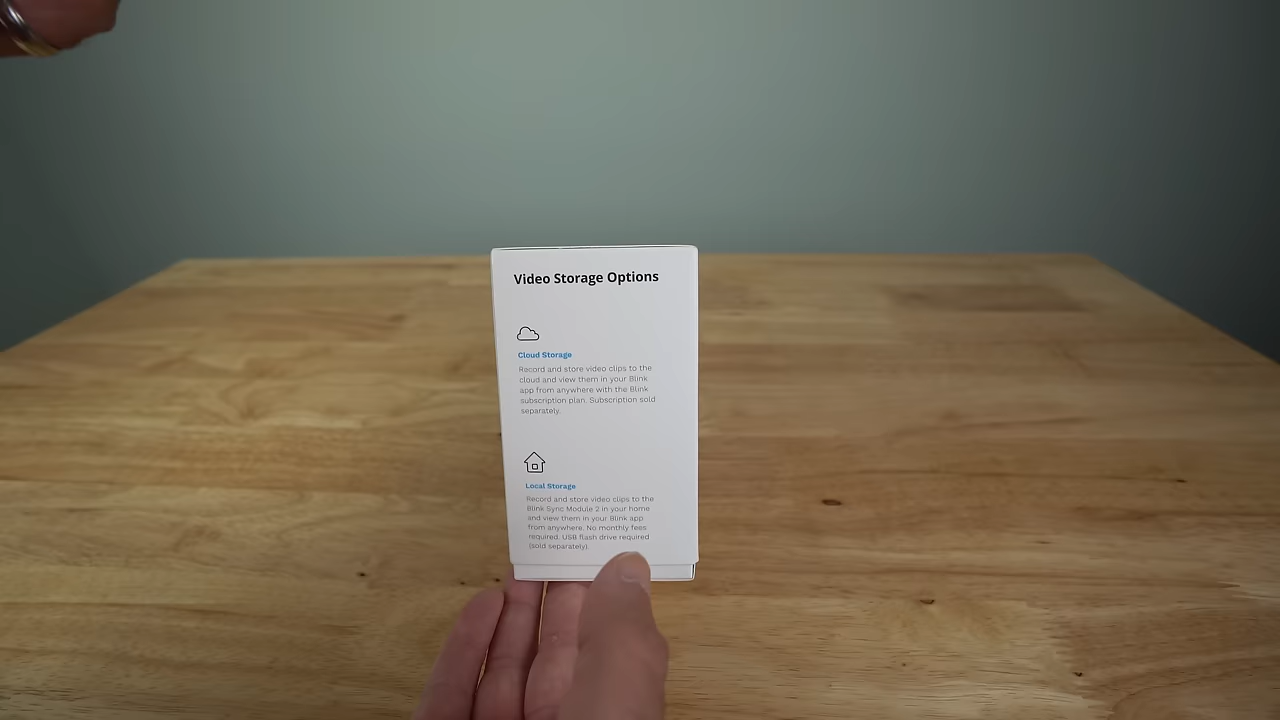 Video Storage Options
Cloud Storage
Record and store video clips to the
cloud and view them in your Blink
app from anywhere with the Blink
subscription plan. Subscription sold
separately.
Local Storage
Record and store video clips to the
Blink Sync Module 2 in your home
and view them in your Blink app
from anywhere. No monthly fees
required. USB flash drive required
(sold separately).